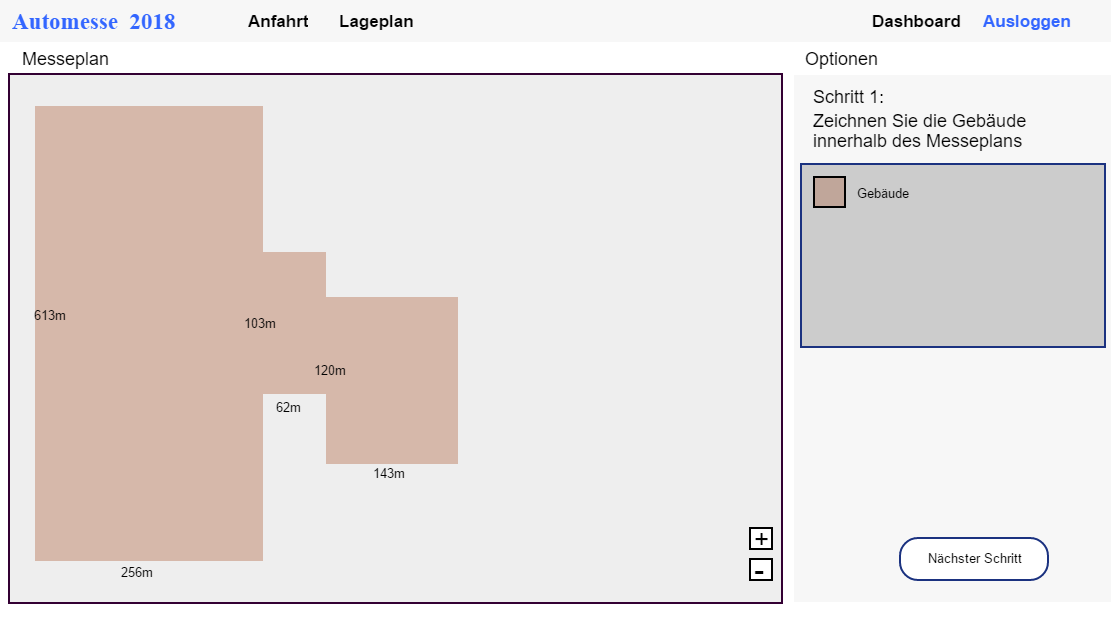 Automesse 2018 Anfahrt Lageplan Dashboard Ausloggen
Messeplan
Optionen
Schritt 1:
Zeichnen Sie die Gebäude
innerhalb des Messeplans
Gebäude
613m
103m
120m
62m
143m
256m
+
-
Nächster Schritt